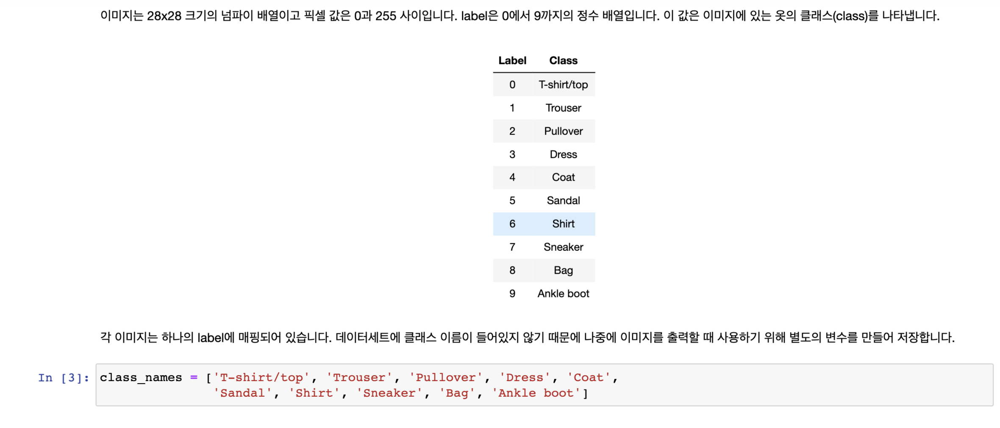 이미지는 28x28 크기의 넘파이 배열이고 픽셀 값은 0과 255 사이입니다. label은 0에서 9까지의 정수 배열입니다. 이 값은 이미지에 있는 옷의 클래스(class)를 나타냅니다.
Label Class
0 T-shirt/top
1 Trouser
2 Pullover
3 Dress
4 Coat
5 Sandal
6 Shirt
7 Sneaker
8 Bag
9 Ankle boot
각 이미지는 하나의 label에 매핑되어 있습니다. 데이터세트에 클래스 이름이 들어있지 않기 때문에 나중에 이미지를 출력할 때 사용하기 위해 별도의 변수를 만들어 저장합니다.
In [3]: class_names = ['T-shirt/top', 'Trouser', 'Pullover', 'Dress', 'Coat',
'Sandal', 'Shirt', 'Sneaker', 'Bag', 'Ankle boot']